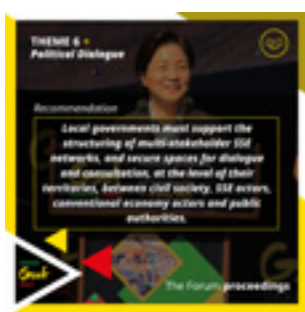 THEME 6
Political Dialogue
Recommendation
Local governments must support the
structuring of multi-stakeholder SSE
networks, and secure spaces for dialogue
and consultation, at the level of their
territories, between civil society, SSE actors,
conventional economy actors and public
authorities.
The Forum proceedings